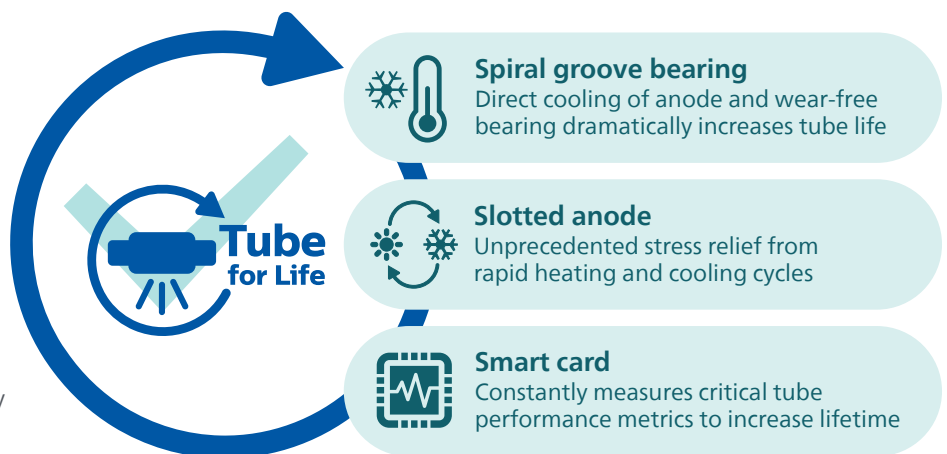 Tube
for Life
Spiral groove bearing
Direct cooling of anode and wear-free
bearing dramatically increases tube life
Slotted anode
Unprecedented stress relief from
rapid heating and cooling cycles
Smart card
Constantly measures critical tube
performance metrics to increase lifetime